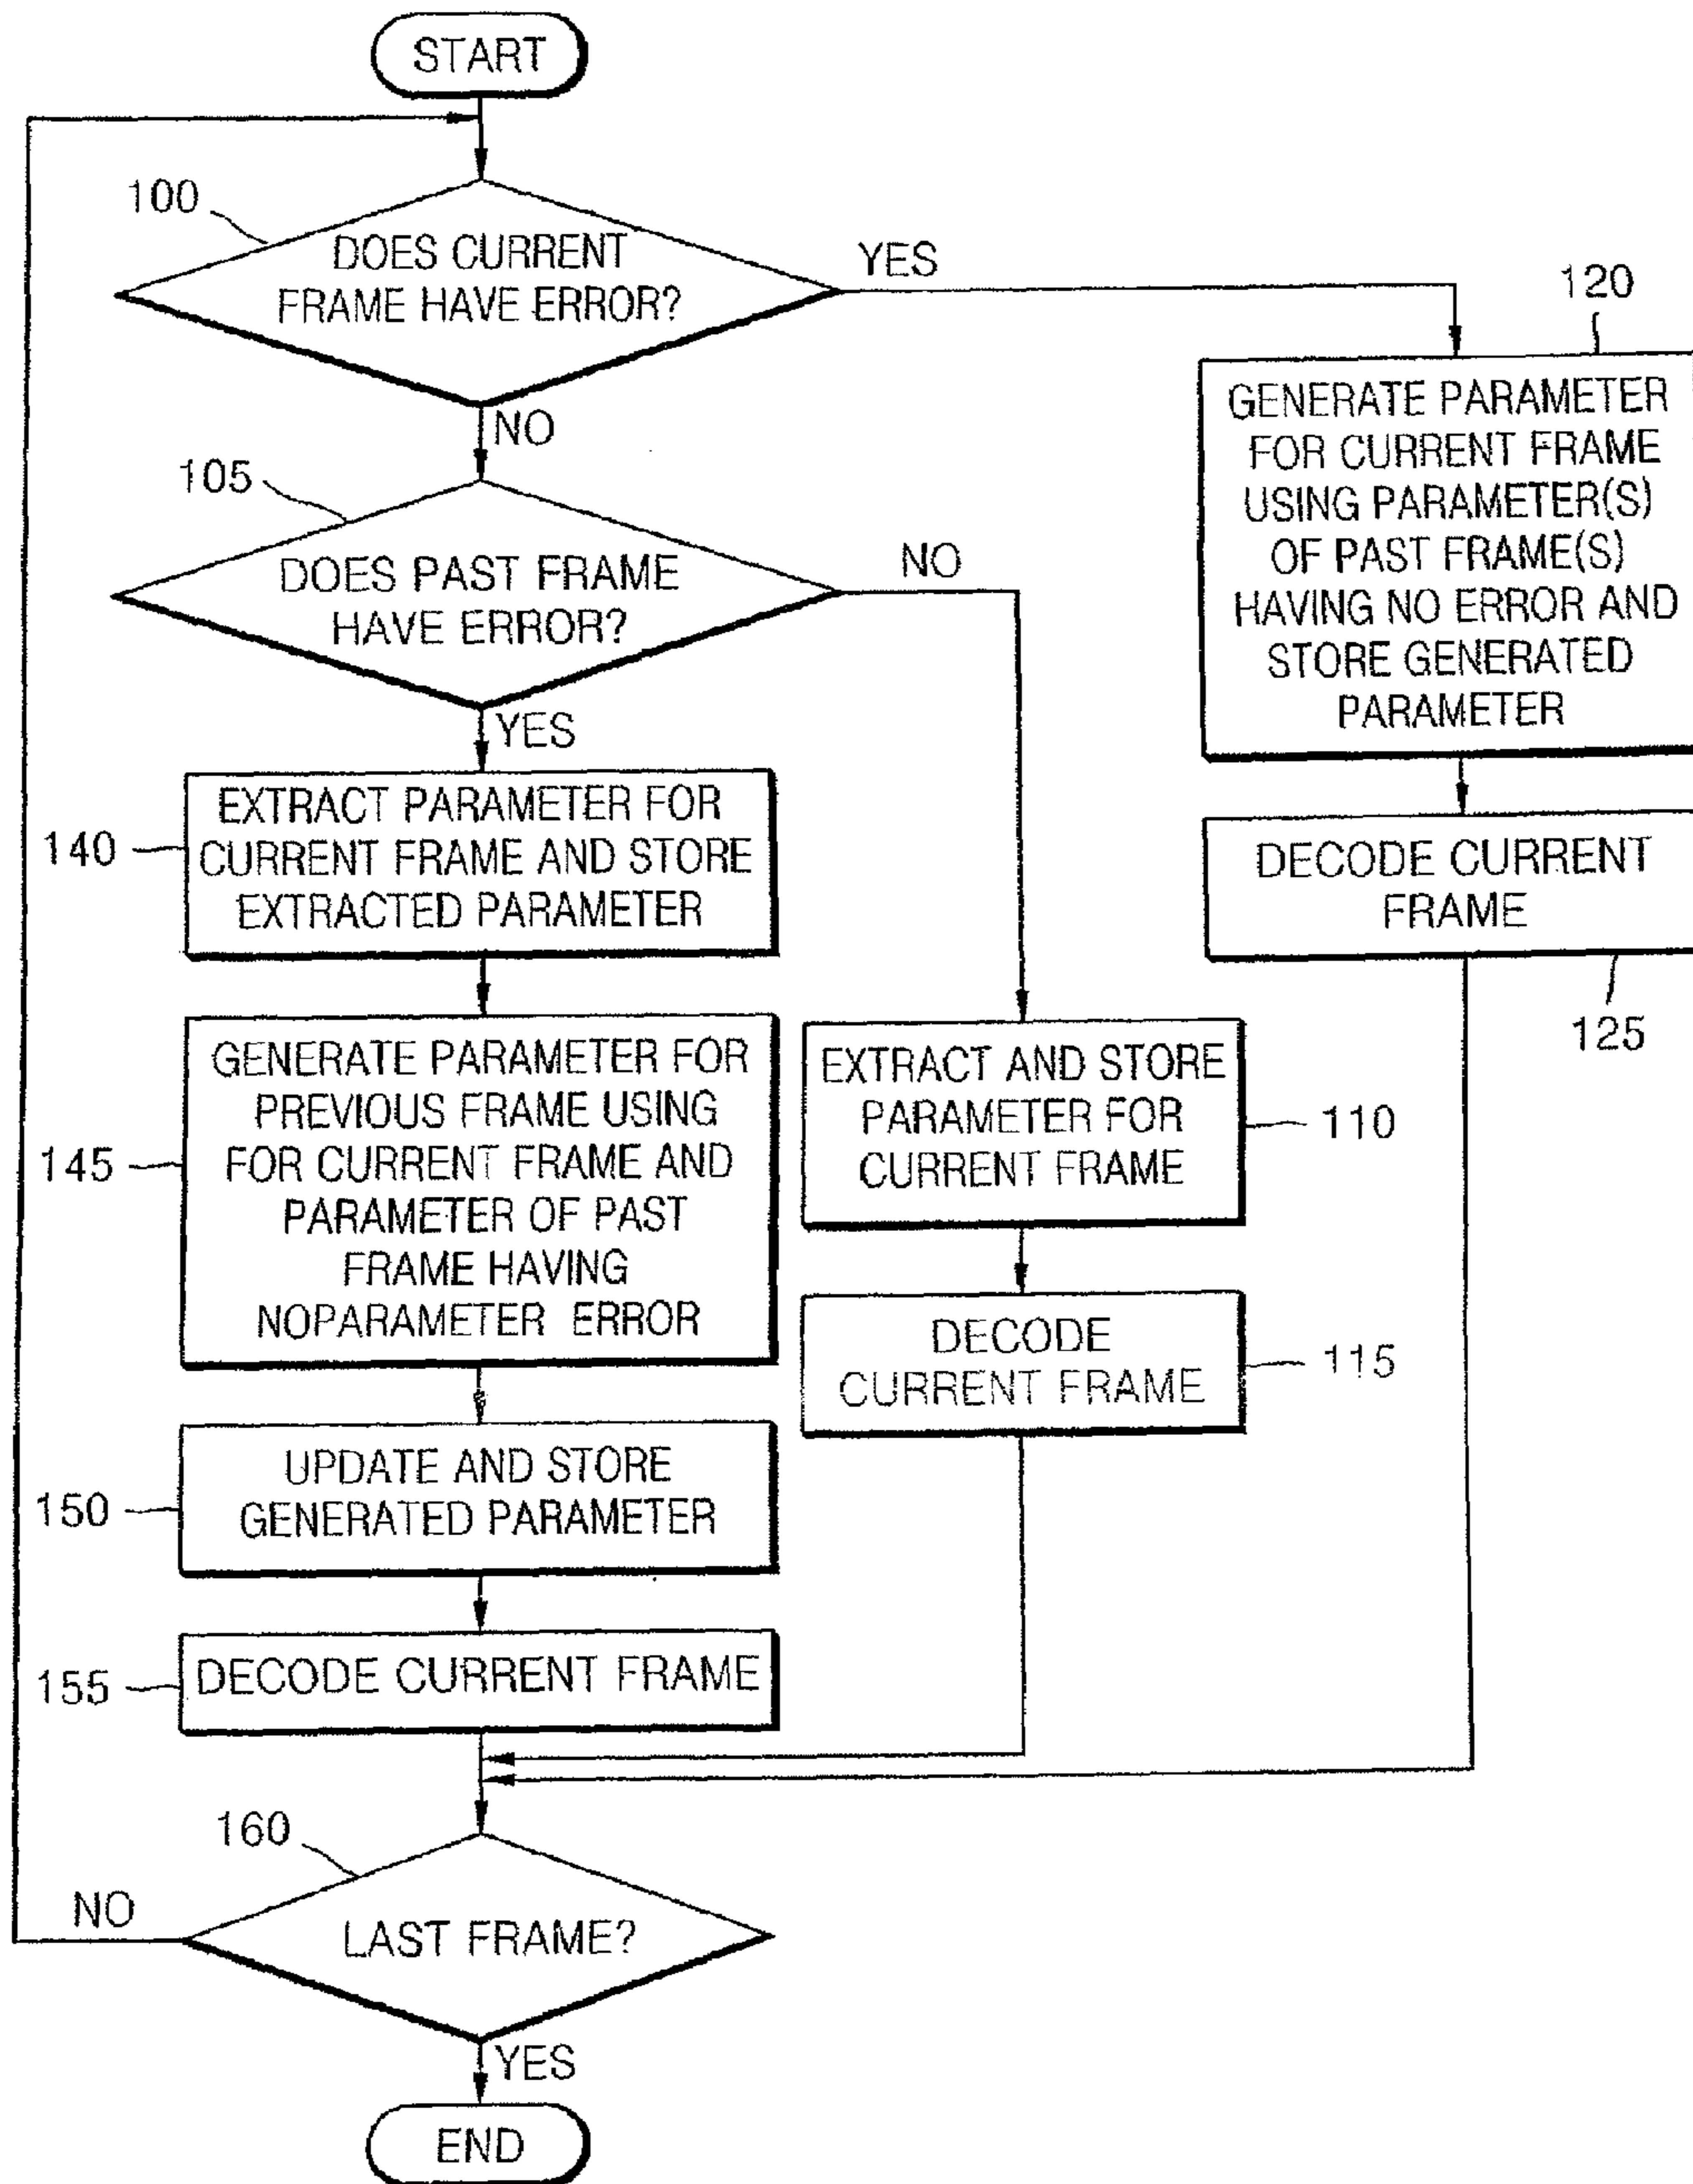 START
100
DOES CURRENT
FRAME HAVE ERROR?
YES
NO
120
GENERATE PARAMETER
FOR CURRENT FRAME
USING PARAMETER(S)
OF PAST FRAME(S)
HAVING NO ERROR AND
STORE GENERATED
PARAMETER
DECODE CURRENT
FRAME
125
105
DOES PAST FRAME
HAVE ERROR?
NO
YES
140
EXTRACT PARAMETER FOR
CURRENT FRAME AND STORE
EXTRACTED PARAMETER
145
GENERATE PARAMETER FOR
PREVIOUS FRAME USING
FOR CURRENT FRAME AND
PARAMETER OF PAST
FRAME HAVING
NOPARAMETER ERROR
EXTRACT AND STORE
PARAMETER FOR
CURRENT FRAME
110
DECODE
CURRENT FRAME
115
150
UPDATE AND STORE
GENERATED PARAMETER
155
DECODE CURRENT FRAME
160
LAST FRAME?
NO
YES
END